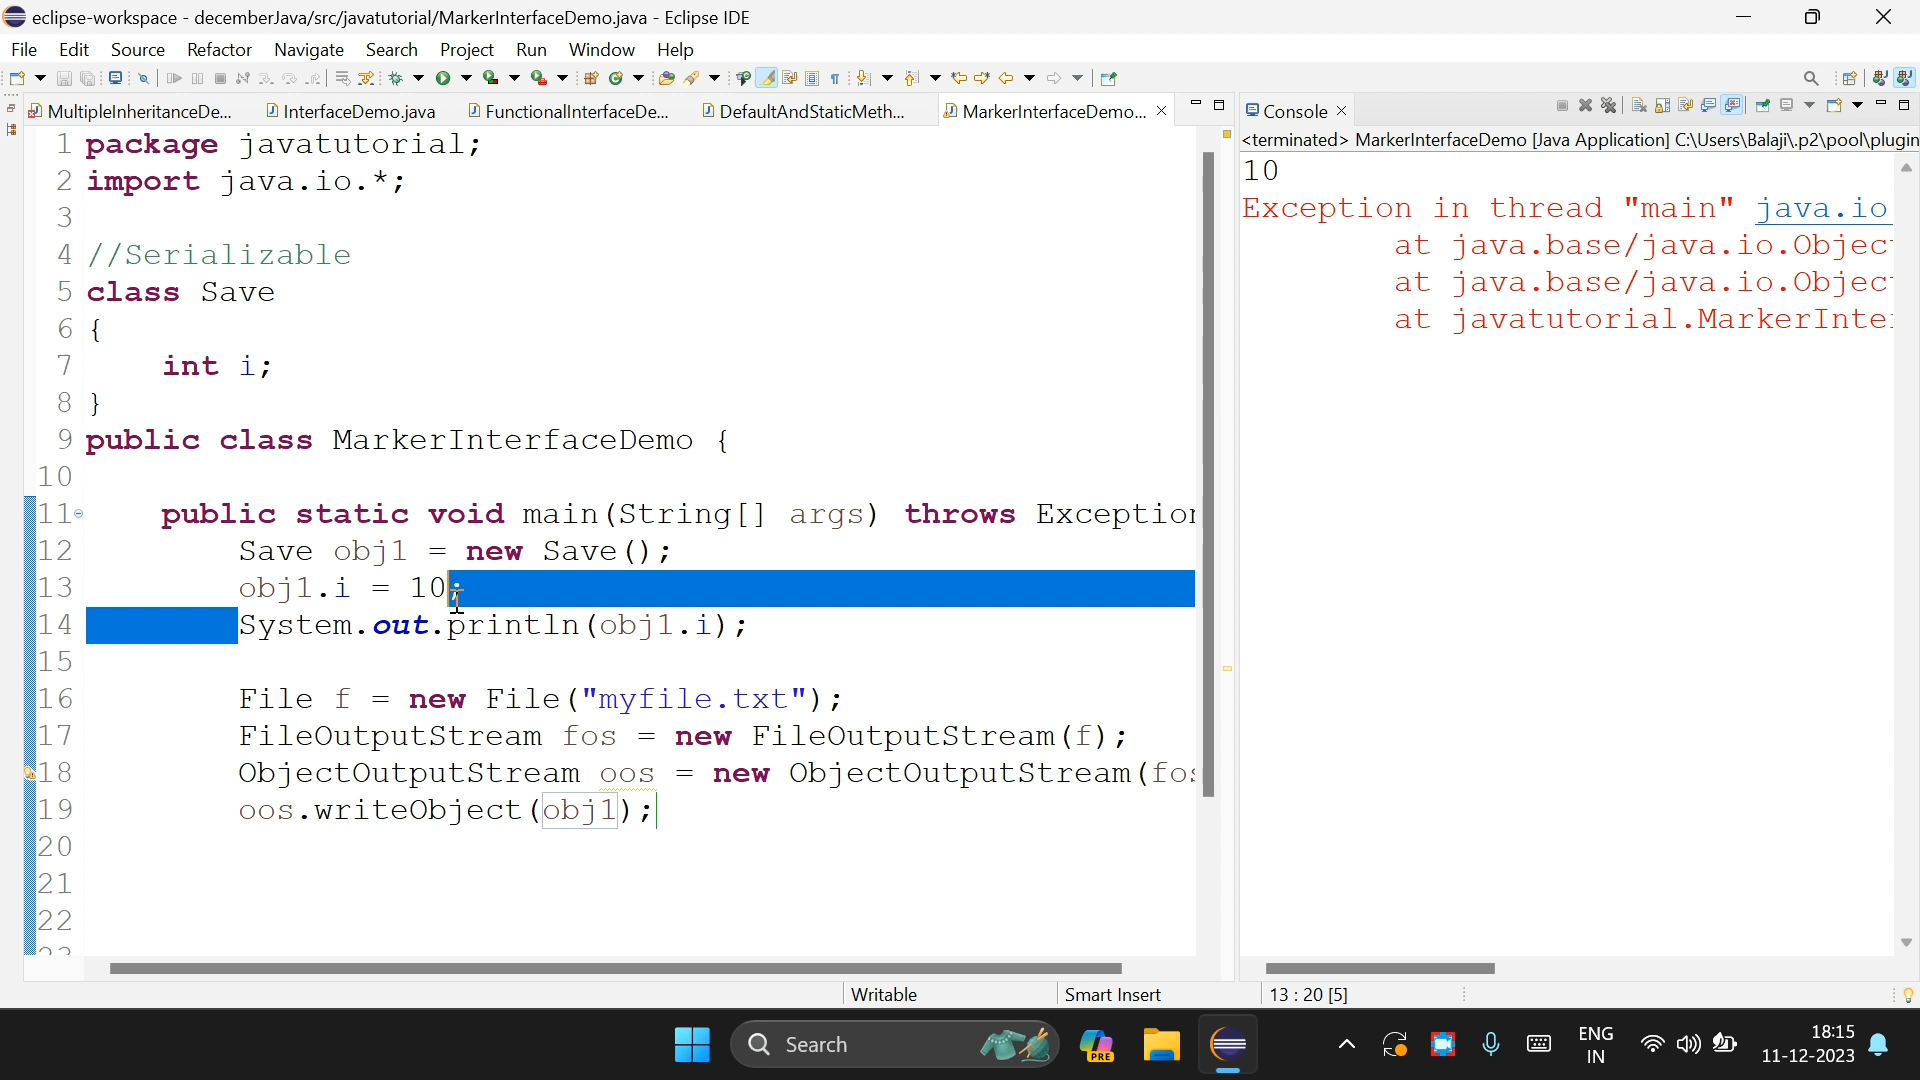 eclipse-workspace - decemberJava/src/javatutorial/MarkerInterfaceDemo.java - Eclipse IDE
File Edit Source Refactor Navigate Search Project Run Window Help
MultipleInheritanceDe... InterfaceDemo.java FunctionalInterfaceDe... DefaultAndStaticMeth... MarkerInterfaceDemo...
1 package javatutorial;
2 import java.io.*;
3
4 //Serializable
5 class Save
6 {
7 int i;
8 }
9 public class MarkerInterfaceDemo {
10
11 public static void main(String[] args) throws Exception
12 Save obj1 = new Save();
13 obj1.i = 10;
14 System.out.println(obj1.i);
15
16 File f = new File("myfile.txt");
17 FileOutputStream fos = new FileOutputStream(f);
18 ObjectOutputStream oos = new ObjectOutputStream(fos
19 oos.writeObject(obj1);
20
21
22
Console
<terminated> MarkerInterfaceDemo [Java Application] C:\Users\Balaji\.p2\pool\plugin
10
Exception in thread "main" java.io
at java.base/java.io.Objec
at java.base/java.io.Objec
at javatutorial.MarkerInte
Writable Smart Insert 13 : 20 [5]
Search PRE ENG IN 18:15
11-12-2023